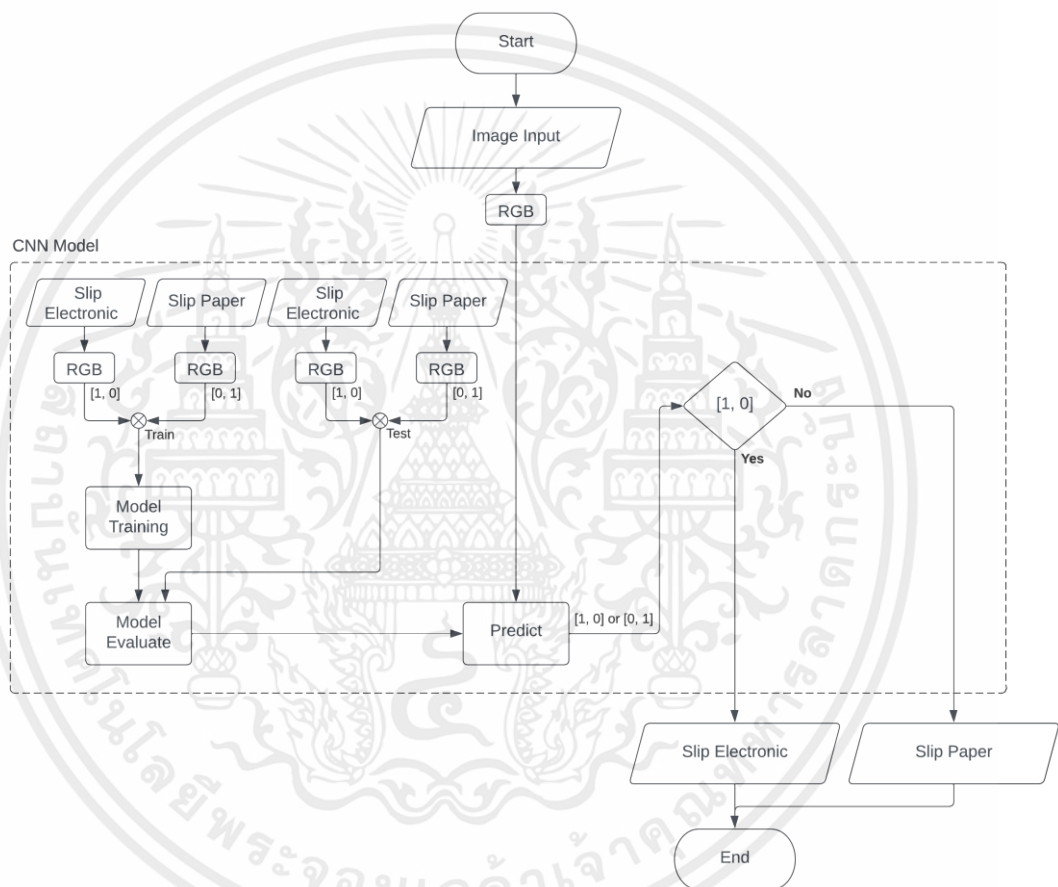 Start
Image Input
RGB
CNN Model
Slip
Electronic
Slip Paper
Slip
Electronic
Slip Paper
RGB
RGB
RGB
RGB
[1, 0]
[0, 1]
[1, 0]
[0, 1]
Train
Test
[1, 0]
No
Yes
Model
Training
Model
Evaluate
Predict
[1, 0] or [0, 1]
Slip Electronic
Slip Paper
End